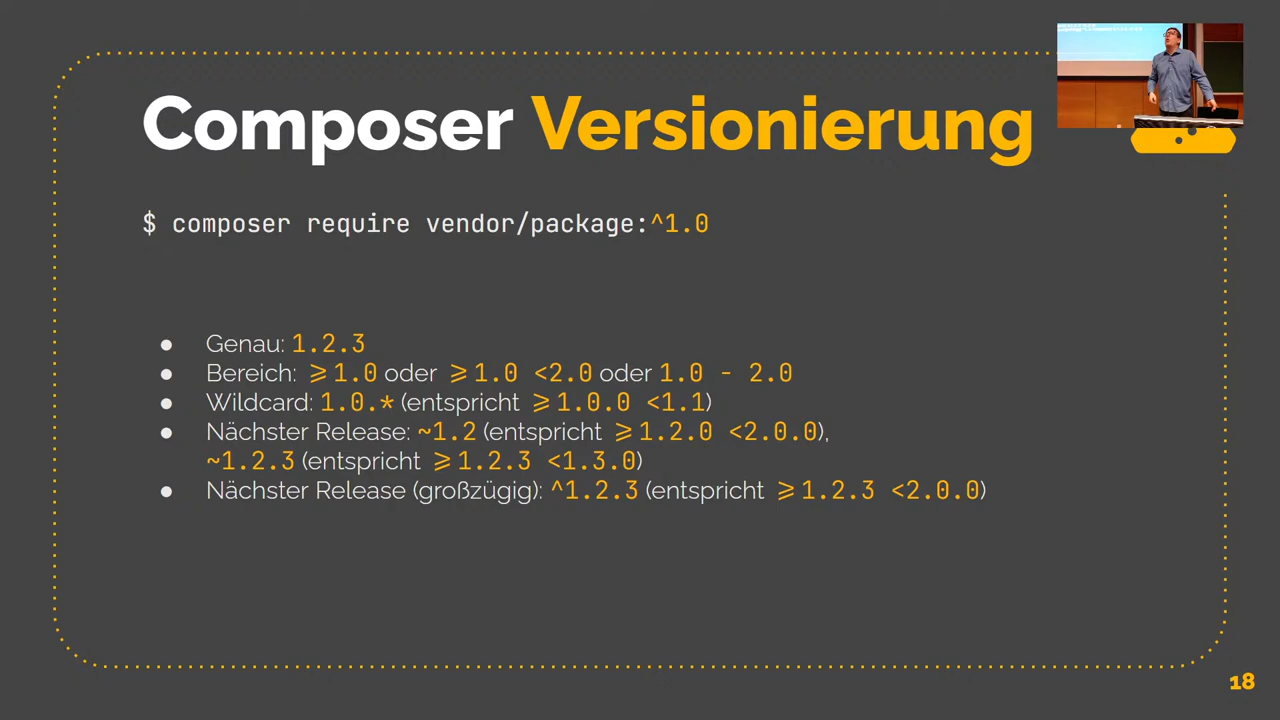 Composer Versionierung
$ composer require vendor/package:^1.0
● Genau: 1.2.3
● Bereich: >=1.0 oder >=1.0 <2.0 oder 1.0 - 2.0
● Wildcard: 1.0.* (entspricht >=1.0.0 <1.1)
● Nächster Release: ~1.2 (entspricht >=1.2.0 <2.0.0),
~1.2.3 (entspricht >=1.2.3 <1.3.0)
● Nächster Release (großzügig): ^1.2.3 (entspricht >=1.2.3 <2.0.0)
18